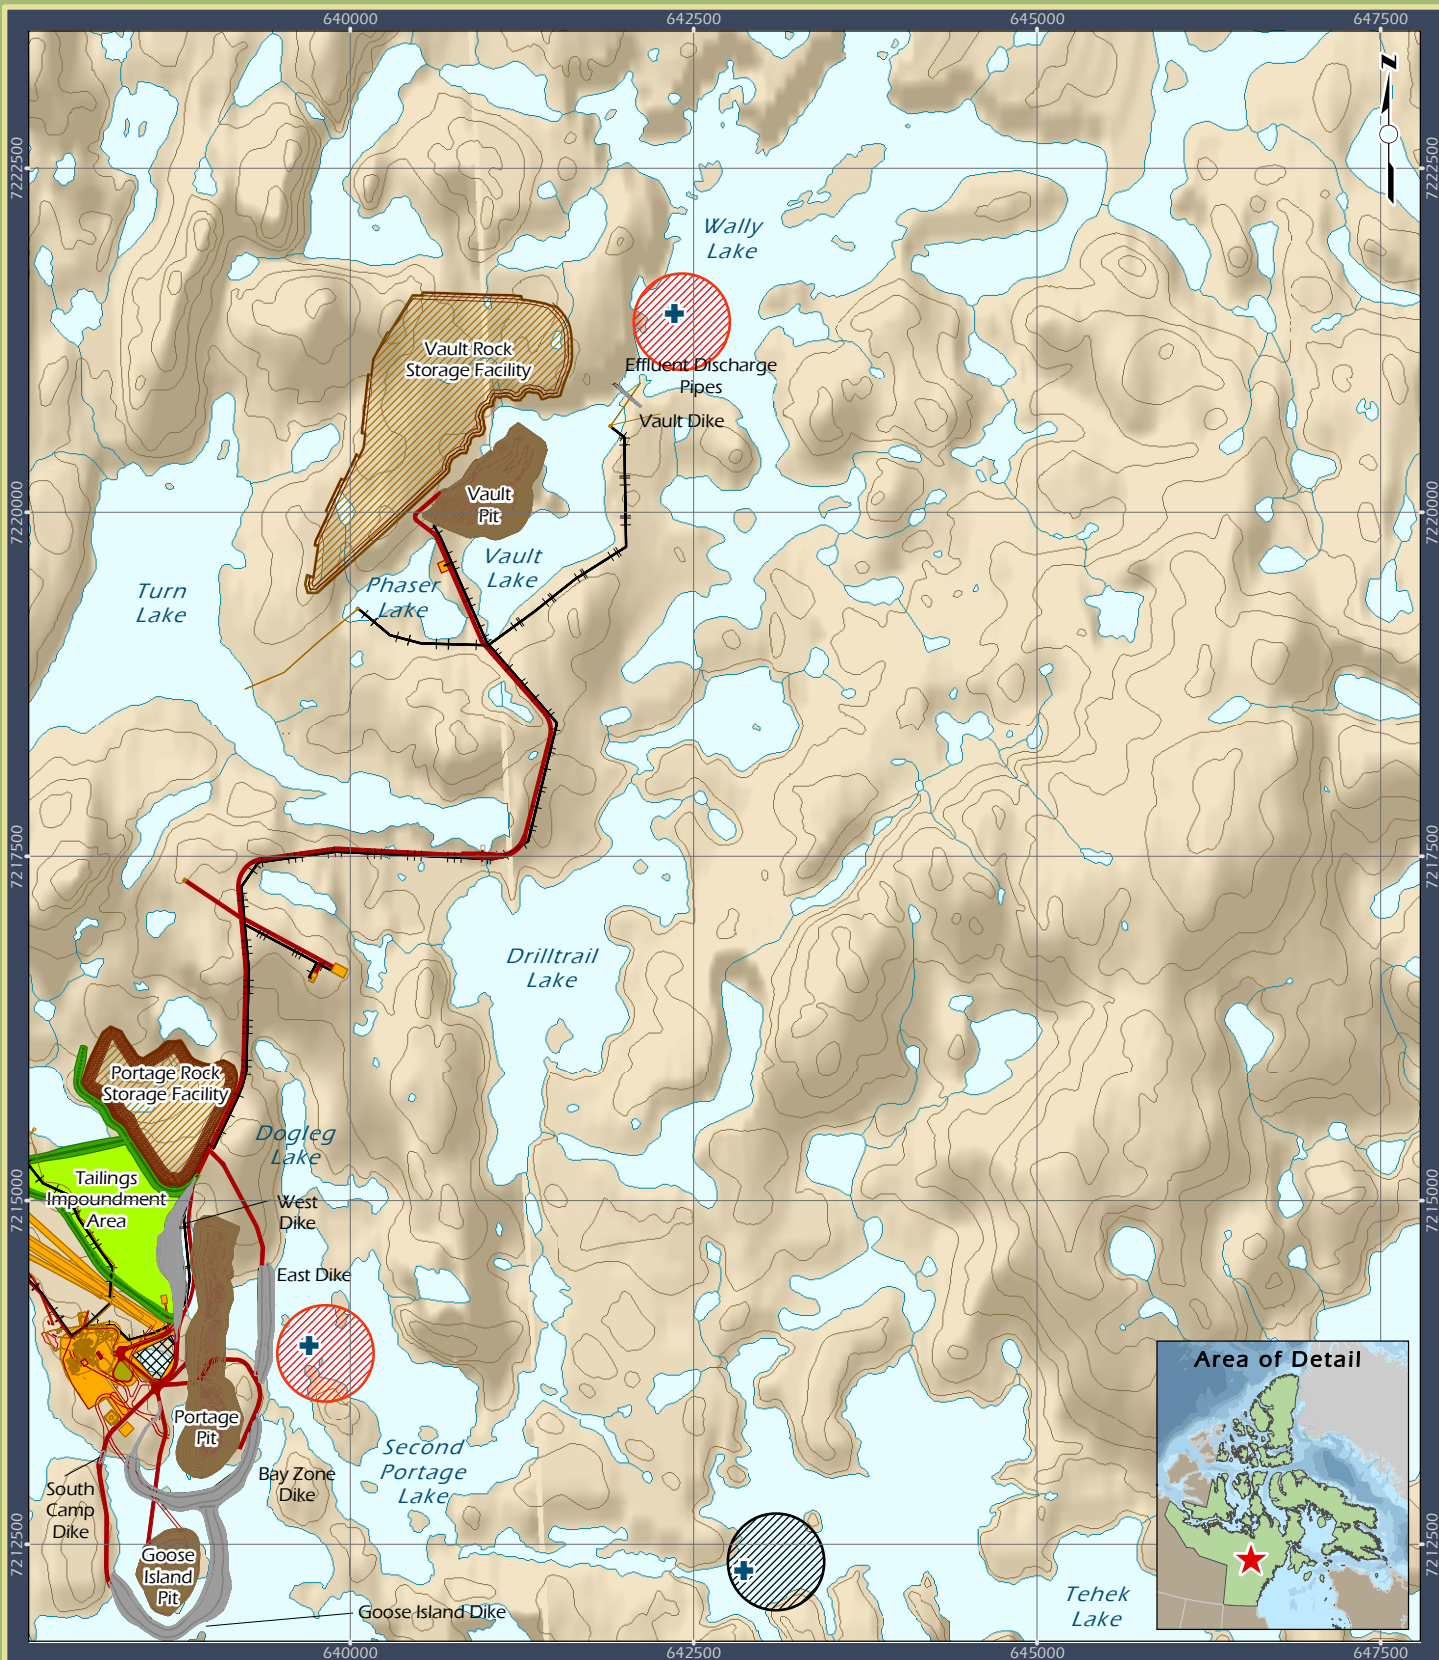 640000
642500
645000
647500
N
7222500
7222500
Wally
Lake
Vault Rock
Storage Facility
Effluent Discharge
Pipes
Vault Dike
Vault
Pit
7220000
7220000
Vault
Lake
Phaser
Lake
Turn
Lake
7217500
7217500
Drilltrail
Lake
Portage Rock
Storage Facility
Dogleg
Lake
Tailings
Impoundment
Area
7215000
7215000
West
Dike
East Dike
Area of Detail
Portage
Pit
Second
Portage
Lake
Bay Zone
Dike
South
Camp
Dike
7212500
7212500
Goose
Island
Pit
Goose Island Dike
Tehek
Lake
640000
642500
645000
647500